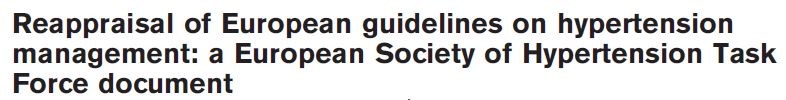 Reappraisal of European guidelines on hypertension
management: a European Society of Hypertension Task
Force document